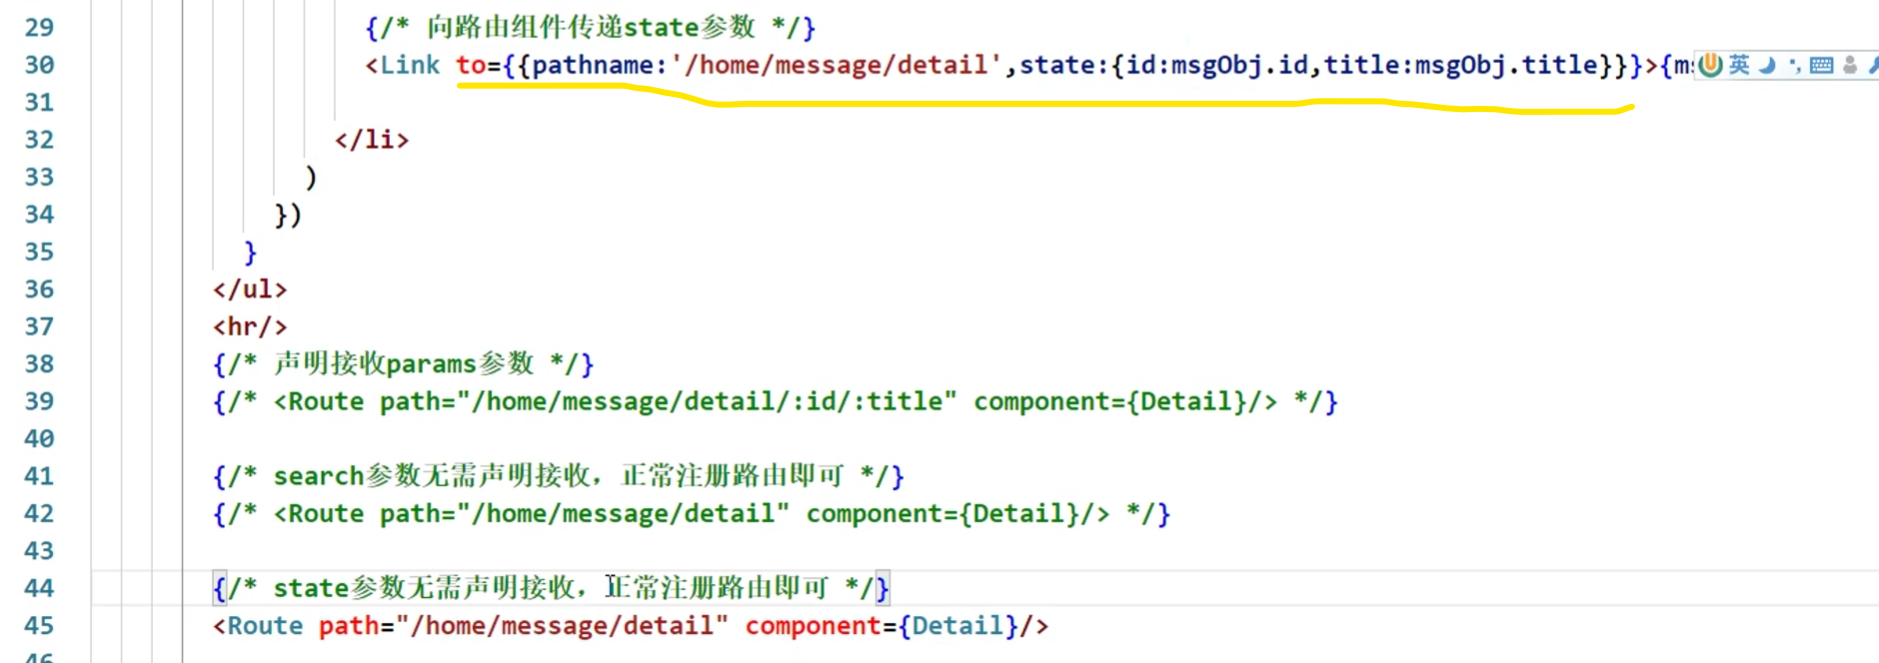 29 {/* 向路由组件传递state参数 */}
30 <Link to={{pathname:'/home/message/detail',state:{id:msgObj.id,title:msgObj.title}}}>{m 英
31
32 </li>
33 )
34 })
35 }
36 </ul>
37 <hr/>
38 {/* 声明接收params参数 */}
39 {/* <Route path="/home/message/detail/:id/:title" component={Detail}/> */}
40
41 {/* search参数无需声明接收，正常注册路由即可 */}
42 {/* <Route path="/home/message/detail" component={Detail}/> */}
43
44 {/* state参数无需声明接收，正常注册路由即可 */}
45 <Route path="/home/message/detail" component={Detail}/>
46